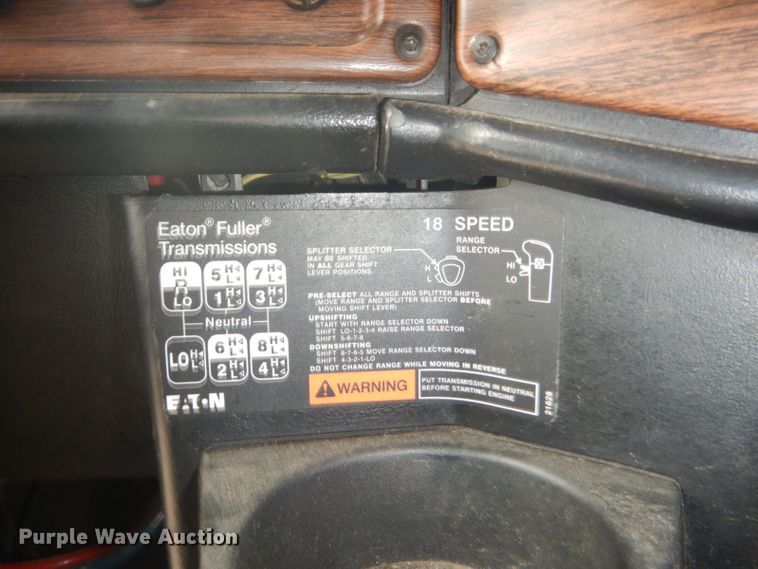 Eaton® Fuller®
Transmissions
18 SPEED
HI
R
LO
5 H◁
L◁
1 H◁
L◁
7 H◁
L◁
3 H◁
L◁
Neutral
LO H◁
L◁
6 H◁
L◁
2 H◁
L◁
8 H◁
L◁
4 H◁
L◁
EATON
SPLITTER SELECTOR
MAY BE SHIFTED
IN ALL GEAR SHIFT
LEVER POSITIONS.
H
L
RANGE
SELECTOR
HI
LO
PRE-SELECT ALL RANGE AND SPLITTER SHIFTS
(MOVE RANGE AND SPLITTER SELECTOR BEFORE
MOVING SHIFT LEVER)
UPSHIFTING
START WITH RANGE SELECTOR DOWN
SHIFT LO-1-2-3-4 RAISE RANGE SELECTOR
SHIFT 5-6-7-8
DOWNSHIFTING
SHIFT 8-7-6-5 MOVE RANGE SELECTOR DOWN
SHIFT 4-3-2-1-LO
DO NOT CHANGE RANGE WHILE MOVING IN REVERSE
WARNING
PUT TRANSMISSION IN NEUTRAL
BEFORE STARTING ENGINE
21628
Purple Wave Auction®